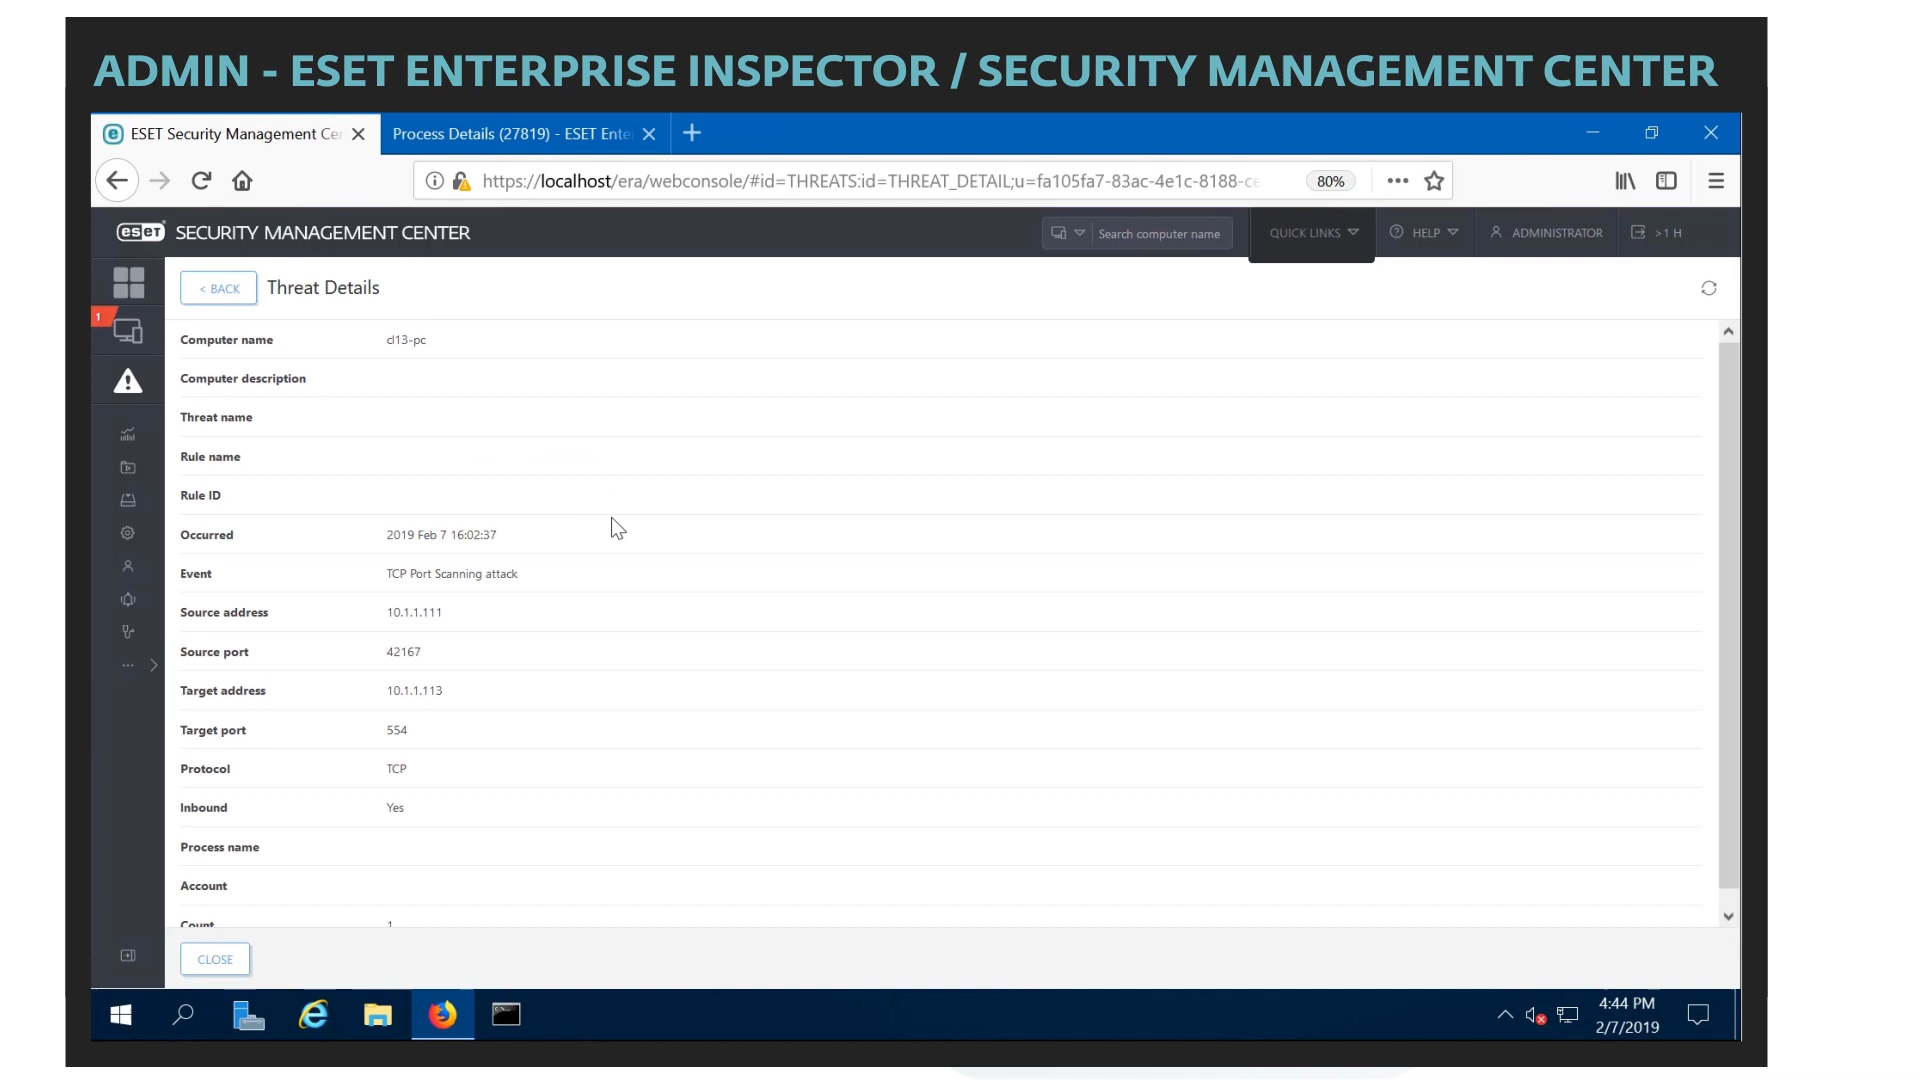 ADMIN - ESET ENTERPRISE INSPECTOR / SECURITY MANAGEMENT CENTER
ESET Security Management Cer
Process Details (27819) - ESET Ente
https://localhost/era/webconsole/#id=THREATS:id=THREAT_DETAIL;u=fa105fa7-83ac-4e1c-8188-ce
80%
eset SECURITY MANAGEMENT CENTER
Search computer name
QUICK LINKS
HELP
ADMINISTRATOR
>1 H
< BACK
Threat Details
1
Computer name cl13-pc
Computer description
Threat name
Rule name
Rule ID
Occurred 2019 Feb 7 16:02:37
Event TCP Port Scanning attack
Source address 10.1.1.111
Source port 42167
Target address 10.1.1.113
Target port 554
Protocol TCP
Inbound Yes
Process name
Account
Count 1
CLOSE
4:44 PM
2/7/2019